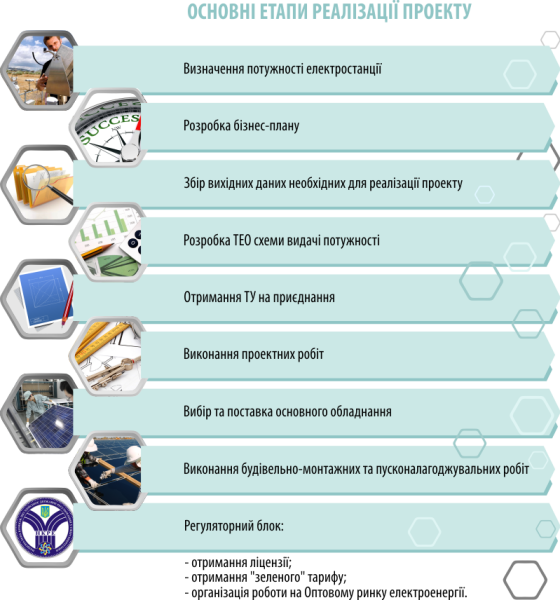 ОСНОВНІ ЕТАПИ РЕАЛІЗАЦІЇ ПРОЕКТУ
Визначення потужності електростанції
SUCCESS
Розробка бізнес-плану
Збір вихідних даних необхідних для реалізації проекту
Розробка ТЕО схеми видачі потужності
Отримання ТУ на приєднання
Виконання проектних робіт
Вибір та поставка основного обладнання
Виконання будівельно-монтажних та пусконалагоджувальних робіт
НКРЕ
Регуляторний блок:
- отримання ліцензії;
- отримання "зеленого" тарифу;
- організація роботи на Оптовому ринку електроенергії.